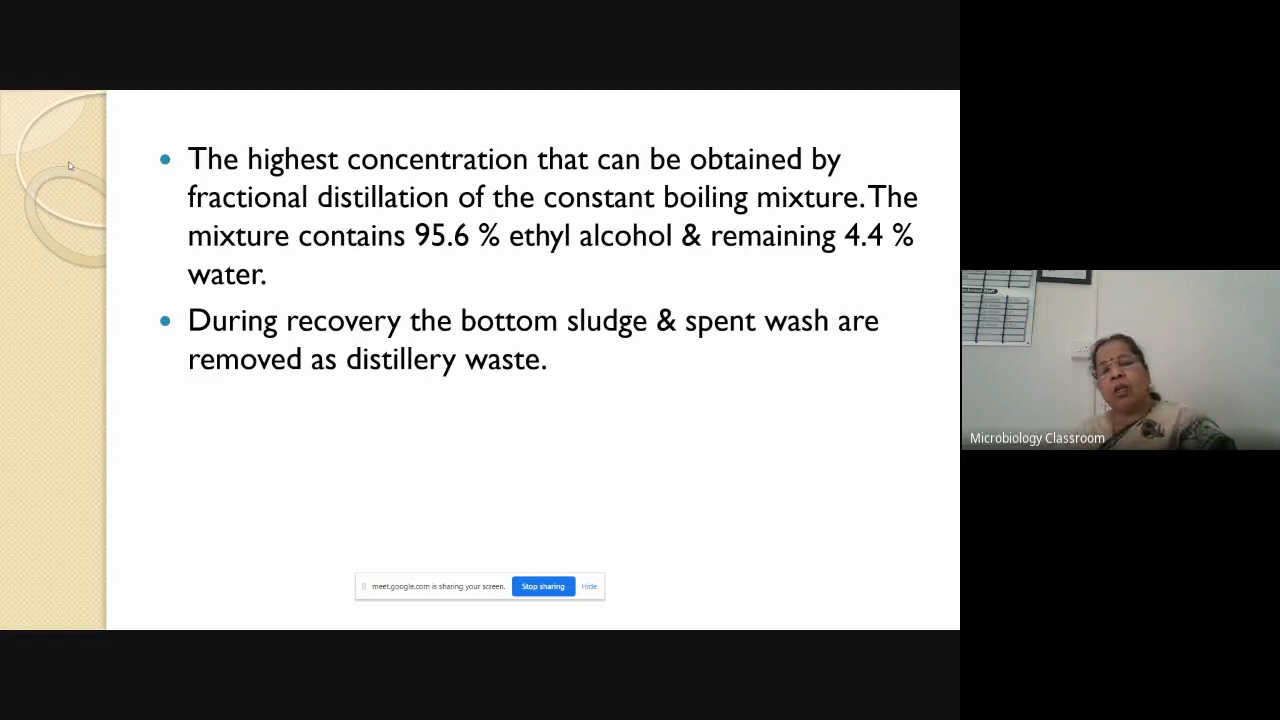 • The highest concentration that can be obtained by
fractional distillation of the constant boiling mixture. The
mixture contains 95.6 % ethyl alcohol & remaining 4.4 %
water.
• During recovery the bottom sludge & spent wash are
removed as distillery waste.
meet.google.com is sharing your screen. Stop sharing Hide
Microbiology Classroom